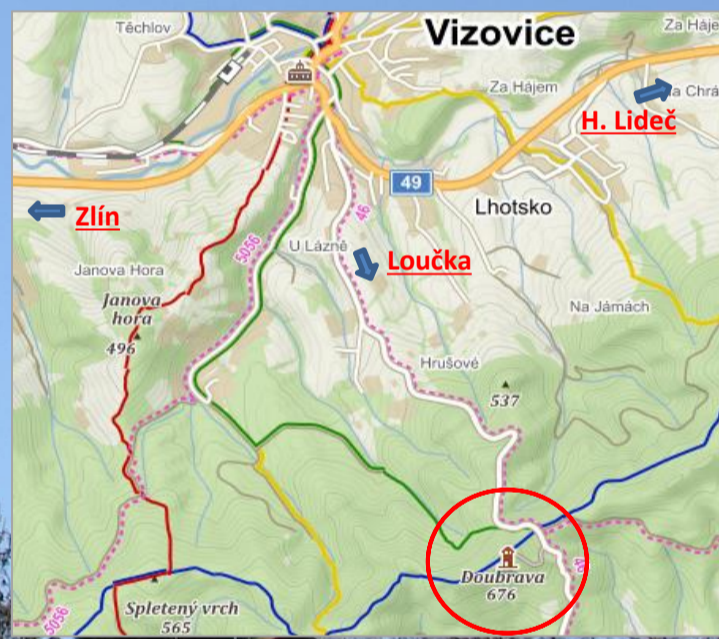 Těchlov
Vizovice
Za Háje
Za Hájem
a Chrá
H. Lideč
49
Zlín
Lhotsko
46
5056
U Lázně
Loučka
Janova Hora
Janova
hora
496
Na Jámách
Hrušové
537
Doubrava
676
46
Spletený vrch
565
5056